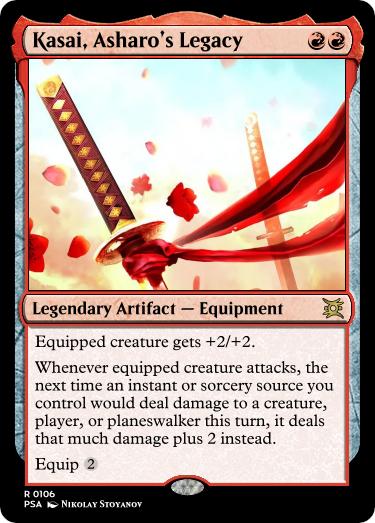 Kasai, Asharo's Legacy
Legendary Artifact — Equipment
Equipped creature gets +2/+2.
Whenever equipped creature attacks, the
next time an instant or sorcery source you
control would deal damage to a creature,
player, or planeswalker this turn, it deals
that much damage plus 2 instead.
Equip 2
R 0106
PSA Nikolay Stoyanov